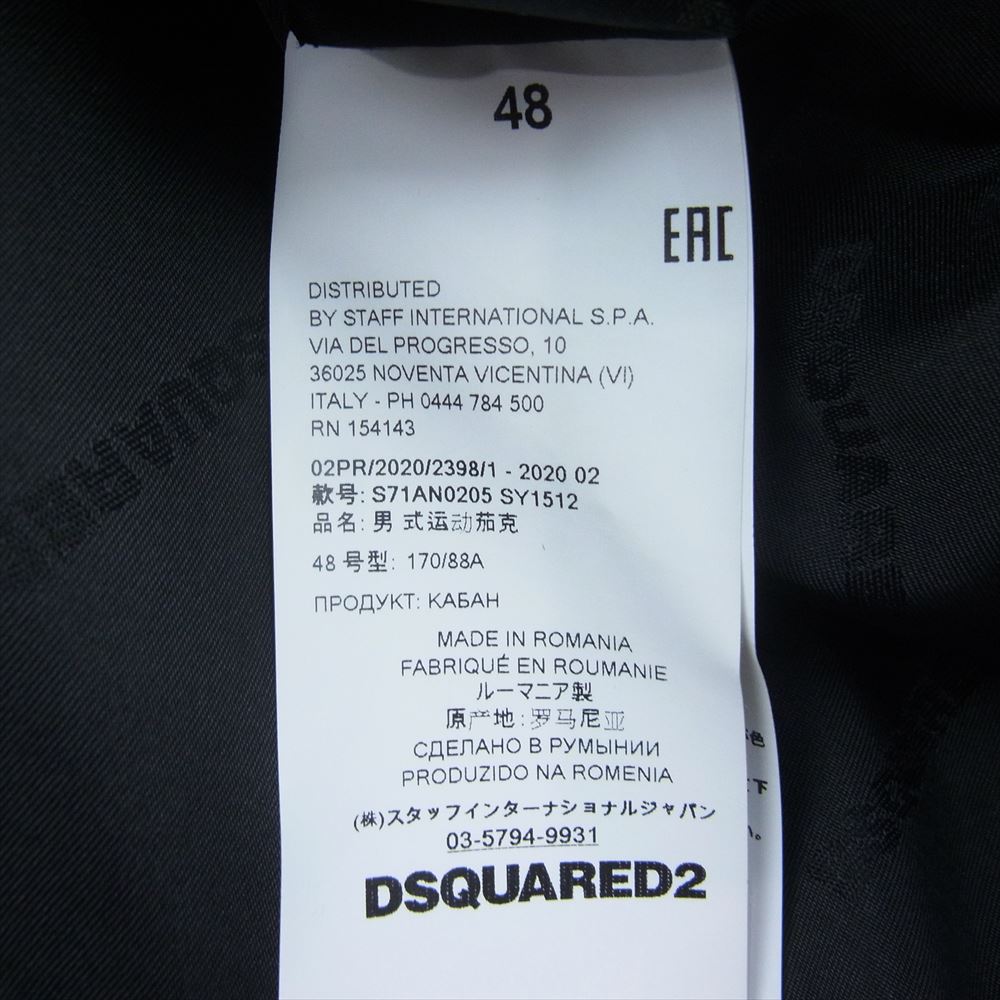 48
EAC
DISTRIBUTED
BY STAFF INTERNATIONAL S.P.A.
VIA DEL PROGRESSO, 10
36025 NOVENTA VICENTINA (VI)
ITALY - PH 0444 784 500
RN 154143
02PR/2020/2398/1 - 2020 02
款号: S71AN0205 SY1512
品名: 男 式运动茄克
48 号型: 170/88A
ПРОДУКТ: КАБАН
MADE IN ROMANIA
FABRIQUÉ EN ROUMANIE
ルーマニア製
原产地: 罗马尼亚
СДЕЛАНО В РУМЫНИИ
PRODUZIDO NA ROMENIA
(株)スタッフインターナショナルジャパン
03-5794-9931
DSQUARED2
色
下